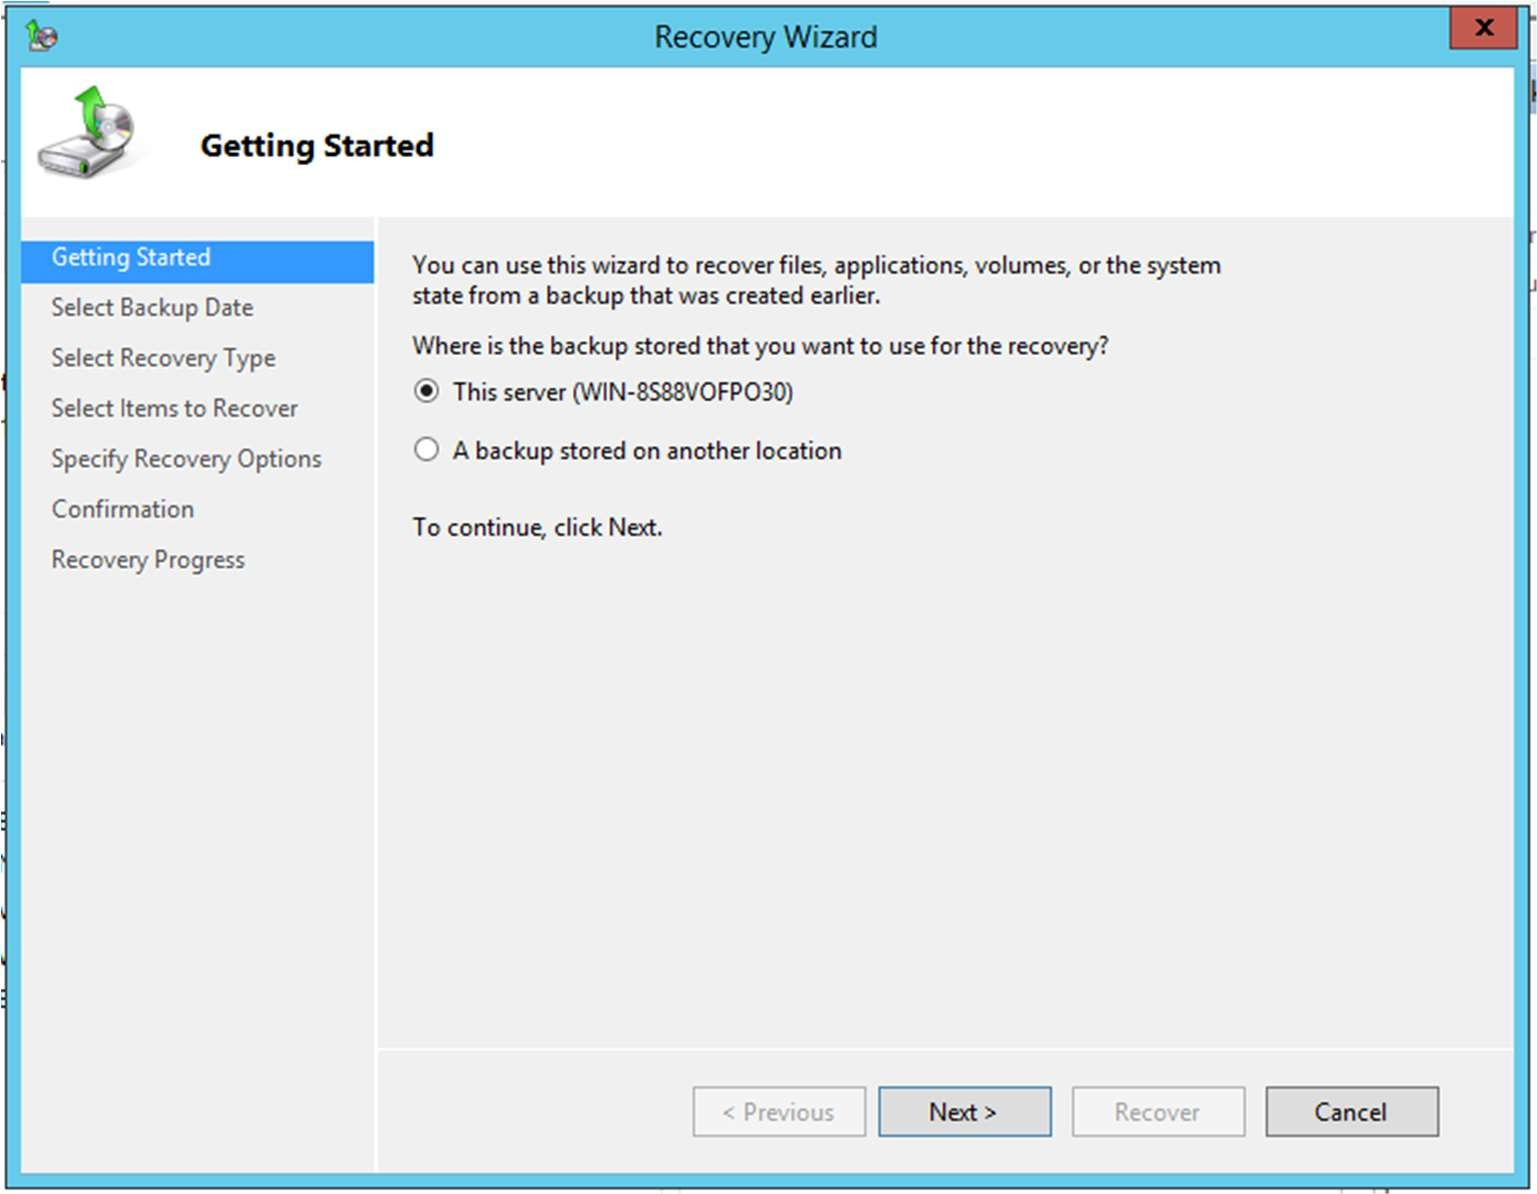 Recovery Wizard
x
Getting Started
Getting Started
Select Backup Date
Select Recovery Type
Select Items to Recover
Specify Recovery Options
Confirmation
Recovery Progress
You can use this wizard to recover files, applications, volumes, or the system
state from a backup that was created earlier.
Where is the backup stored that you want to use for the recovery?
This server (WIN-8S88VOFPO30)
A backup stored on another location
To continue, click Next.
< Previous
Next >
Recover
Cancel